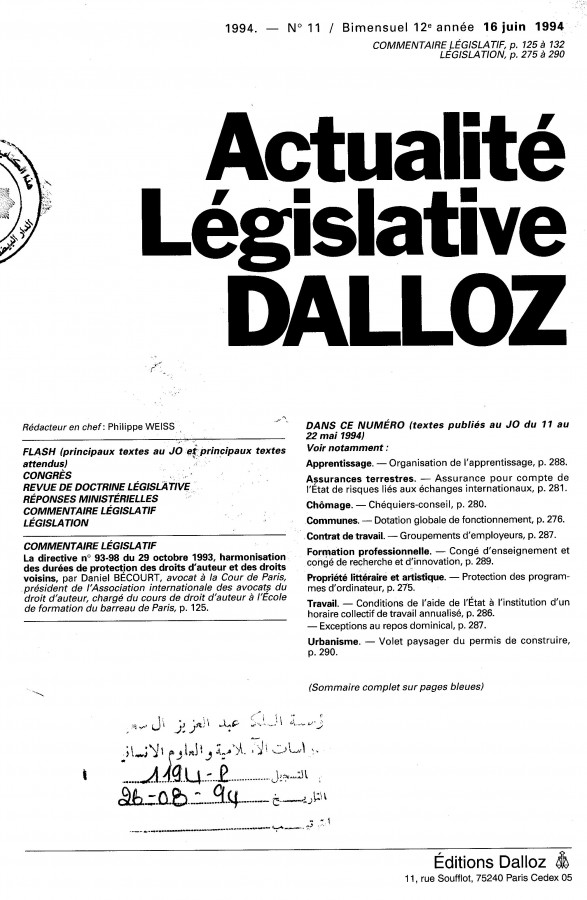 1994. — N° 11 / Bimensuel 12e année 16 juin 1994
COMMENTAIRE LÉGISLATIF, p. 125 à 132
LÉGISLATION, p. 275 à 290
Actualité
Législative
DALLOZ
Rédacteur en chef : Philippe WEISS
FLASH (principaux textes au JO et principaux textes
attendus)
CONGRÈS
REVUE DE DOCTRINE LÉGISLATIVE
RÉPONSES MINISTÉRIELLES
COMMENTAIRE LÉGISLATIF
LÉGISLATION
COMMENTAIRE LÉGISLATIF
La directive n° 93-98 du 29 octobre 1993, harmonisation
des durées de protection des droits d'auteur et des droits
voisins, par Daniel BÉCOURT, avocat à la Cour de Paris,
président de l'Association internationale des avocats du
droit d'auteur, chargé du cours de droit d'auteur à l'École
de formation du barreau de Paris, p. 125.
DANS CE NUMÉRO (textes publiés au JO du 11 au
22 mai 1994)
Voir notamment :
Apprentissage. — Organisation de l'apprentissage, p. 288.
Assurances terrestres. — Assurance pour compte de
l'État de risques liés aux échanges internationaux, p. 281.
Chômage. — Chéquiers-conseil, p. 280.
Communes. — Dotation globale de fonctionnement, p. 276.
Contrat de travail. — Groupements d'employeurs, p. 287.
Formation professionnelle. — Congé d'enseignement et
congé de recherche et d'innovation, p. 289.
Propriété littéraire et artistique. — Protection des program-
mes d'ordinateur, p. 275.
Travail. — Conditions de l'aide de l'État à l'institution d'un
horaire collectif de travail annualisé, p. 286.
— Exceptions au repos dominical, p. 287.
Urbanisme. — Volet paysager du permis de construire,
p. 290.
(Sommaire complet sur pages bleues)
عبد العزيز ال
والعلوم
التسجيل 1194-P
التاريخ 26-08-94
Éditions Dalloz
11, rue Soufflot, 75240 Paris Cedex 05